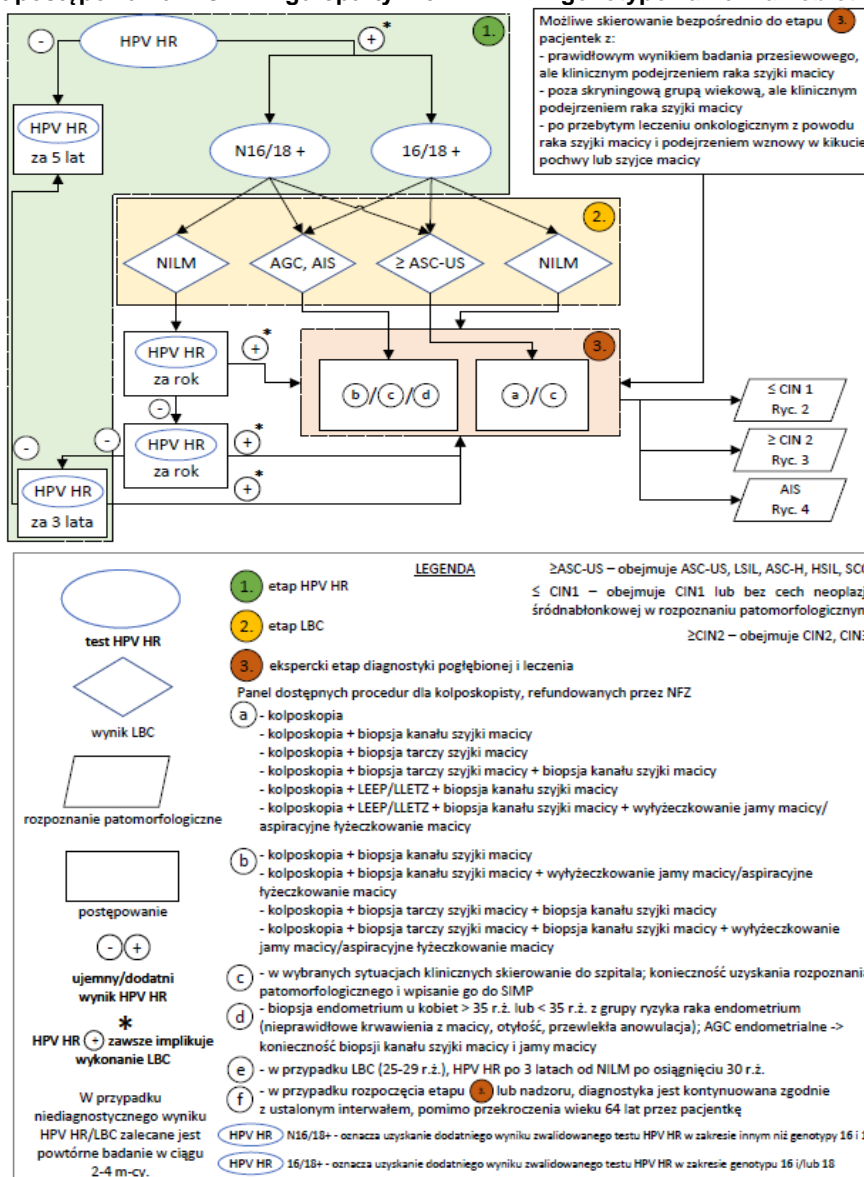 HPV HR
-
+
*
1.
Możliwe skierowanie bezpośrednio do etapu 3.
pacjentek z:
- prawidłowym wynikiem badania przesiewowego,
ale klinicznym podejrzeniem raka szyjki macicy
- poza skryningową grupą wiekową, ale klinicznym
podejrzeniem raka szyjki macicy
- po przebytym leczeniu onkologicznym z powodu
raka szyjki macicy i podejrzeniem wznowy w kikucie
pochwy lub szyjce macicy
HPV HR
za 5 lat
N16/18 +
16/18 +
2.
NILM
AGC, AIS
≥ ASC-US
NILM
HPV HR
za rok
+
*
3.
b/c/d
a/c
≤ CIN 1
Ryc. 2
-
HPV HR
za rok
-
-
+
*
+
*
≥ CIN 2
Ryc. 3
HPV HR
za 3 lata
AIS
Ryc. 4
LEGENDA
test HPV HR
wynik LBC
rozpoznanie patomorfologiczne
postępowanie
- +
ujemny/dodatni
wynik HPV HR
*
HPV HR + zawsze implikuje
wykonanie LBC
W przypadku
niediagnostycznego wyniku
HPV HR/LBC zalecane jest
powtórne badanie w ciągu
2-4 m-cy.
1. etap HPV HR
2. etap LBC
3. ekspercki etap diagnostyki pogłębionej i leczenia
≥ASC-US – obejmuje ASC-US, LSIL, ASC-H, HSIL,
≤ CIN1 – obejmuje CIN1 lub bez cech
śródnabłonkowej w rozpoznaniu
≥CIN2 – obejmuje CIN2,
Panel dostępnych procedur dla kolposkopisty, refundowanych przez NFZ
a - kolposkopia
- kolposkopia + biopsja kanału szyjki macicy
- kolposkopia + biopsja tarczy szyjki macicy
- kolposkopia + biopsja tarczy szyjki macicy + biopsja kanału szyjki macicy
- kolposkopia + LEEP/LLETZ + biopsja kanału szyjki macicy
- kolposkopia + LEEP/LLETZ + biopsja kanału szyjki macicy + wyłyżeczkowanie jamy macicy/
aspiracyjne łyżeczkowanie macicy
b - kolposkopia + biopsja kanału szyjki macicy
- kolposkopia + biopsja kanału szyjki macicy + wyłyżeczkowanie jamy macicy/aspiracyjne
łyżeczkowanie macicy
- kolposkopia + biopsja tarczy szyjki macicy + biopsja kanału szyjki macicy
- kolposkopia + biopsja tarczy szyjki macicy + biopsja kanału szyjki macicy + wyłyżeczkowanie
jamy macicy/aspiracyjne łyżeczkowanie macicy
c - w wybranych sytuacjach klinicznych skierowanie do szpitala; konieczność uzyskania rozpoznania
patomorfologicznego i wpisanie go do SIMP
d - biopsja endometrium u kobiet > 35 r.ż. lub < 35 r.ż. z grupy ryzyka raka endometrium
(nieprawidłowe krwawienia z macicy, otyłość, przewlekła anowulacja); AGC endometrialne ->
konieczność biopsji kanału szyjki macicy i jamy macicy
e - w przypadku LBC (25-29 r.ż.), HPV HR po 3 latach od NILM po osiągnięciu 30 r.ż.
f - w przypadku rozpoczęcia etapu 3. lub nadzoru, diagnostyka jest kontynuowana zgodnie
z ustalonym interwałem, pomimo przekroczenia wieku 64 lat przez pacjentkę
HPV HR N16/18+ - oznacza uzyskanie dodatniego wyniku zwalidowanego testu HPV HR w zakresie innym niż genotypy 16 i
HPV HR 16/18+ - oznacza uzyskanie dodatniego wyniku zwalidowanego testu HPV HR w zakresie genotypu 16 i/lub 18